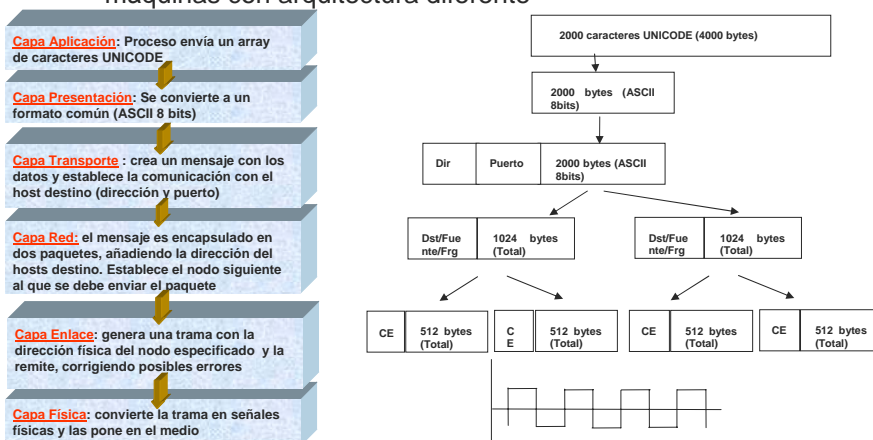 máquinas con arquitectura diferente
Capa Aplicación: Proceso envía un array
de caracteres UNICODE
Capa Presentación: Se convierte a un
formato común (ASCII 8 bits)
Capa Transporte : crea un mensaje con los
datos y establece la comunicación con el
host destino (dirección y puerto)
Capa Red: el mensaje es encapsulado en
dos paquetes, añadiendo la dirección del
hosts destino. Establece el nodo siguiente
al que se debe enviar el paquete
Capa Enlace: genera una trama con la
dirección física del nodo especificado y la
remite, corrigiendo posibles errores
Capa Física: convierte la trama en señales
físicas y las pone en el medio
2000 caracteres UNICODE (4000 bytes)
2000 bytes (ASCII
8bits)
Dir
Puerto
2000 bytes (ASCII
8bits)
Dst/Fue
nte/Frg
1024 bytes
(Total)
Dst/Fue
nte/Frg
1024 bytes
(Total)
CE
512 bytes
(Total)
C
E
512 bytes
(Total)
CE
512 bytes
(Total)
CE
512 bytes
(Total)